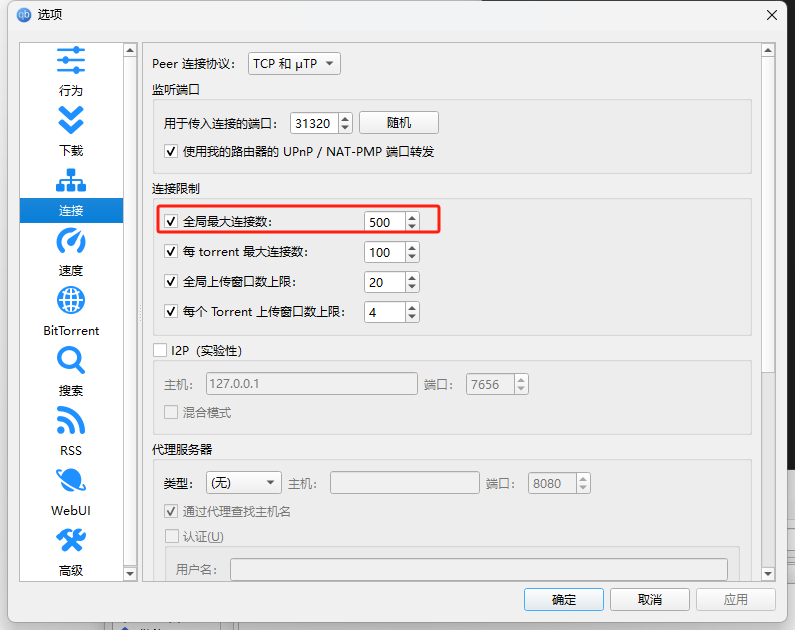 选项
行为
下载
连接
速度
BitTorrent
搜索
RSS
WebUI
高级
Peer 连接协议： TCP 和 μTP
监听端口
用于传入连接的端口： 31320 随机
使用我的路由器的 UPnP / NAT-PMP 端口转发
连接限制
全局最大连接数： 500
每 torrent 最大连接数： 100
全局上传窗口数上限： 20
每个 Torrent 上传窗口数上限： 4
I2P（实验性）
主机： 127.0.0.1 端口： 7656
混合模式
代理服务器
类型： (无) 主机： 端口： 8080
通过代理查找主机名
认证(U)
用户名：
确定 取消 应用